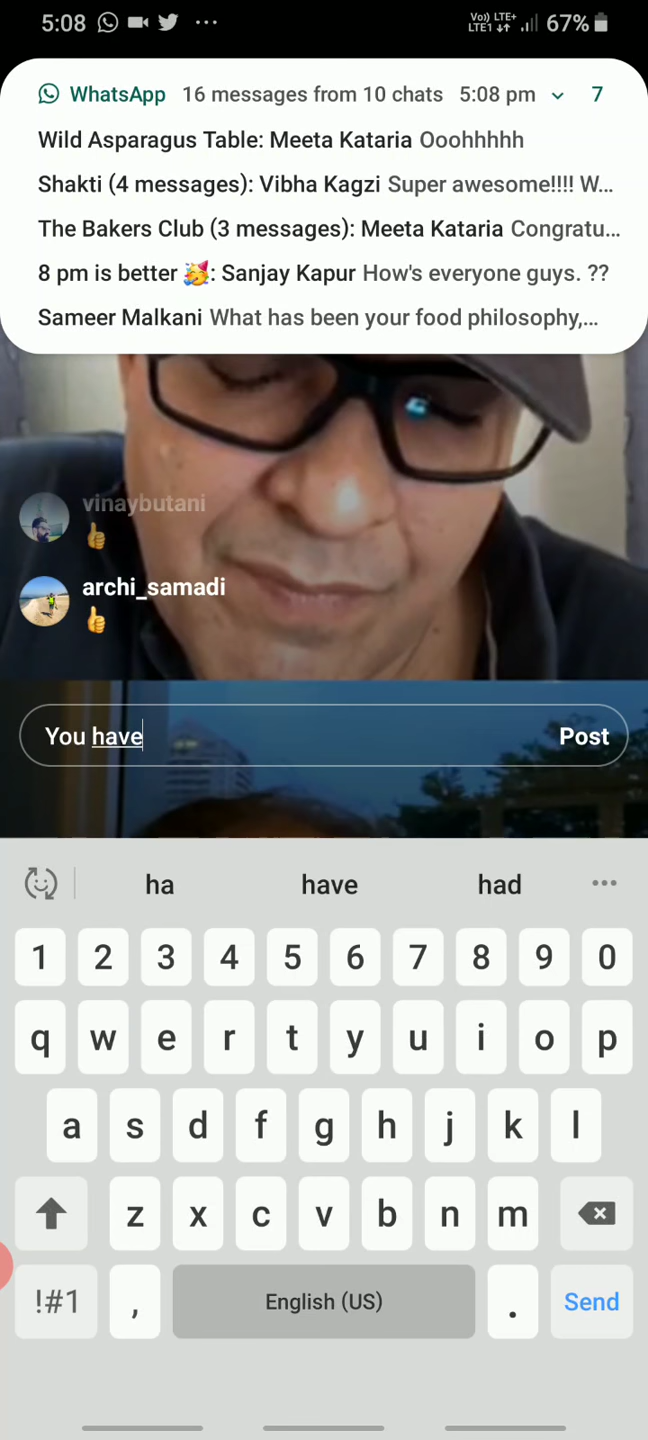 5:08 Vo)) LTE+ LTE1 67%
WhatsApp 16 messages from 10 chats 5:08 pm 7
Wild Asparagus Table: Meeta Kataria Ooohhhhh
Shakti (4 messages): Vibha Kagzi Super awesome!!!! W...
The Bakers Club (3 messages): Meeta Kataria Congratu...
8 pm is better 🥳: Sanjay Kapur How's everyone guys. ??
Sameer Malkani What has been your food philosophy,...
vinaybutani
👍
archi_samadi
👍
You have Post
ha have had ...
1 2 3 4 5 6 7 8 9 0
q w e r t y u i o p
a s d f g h j k l
z x c v b n m
!#1 , English (US) . Send